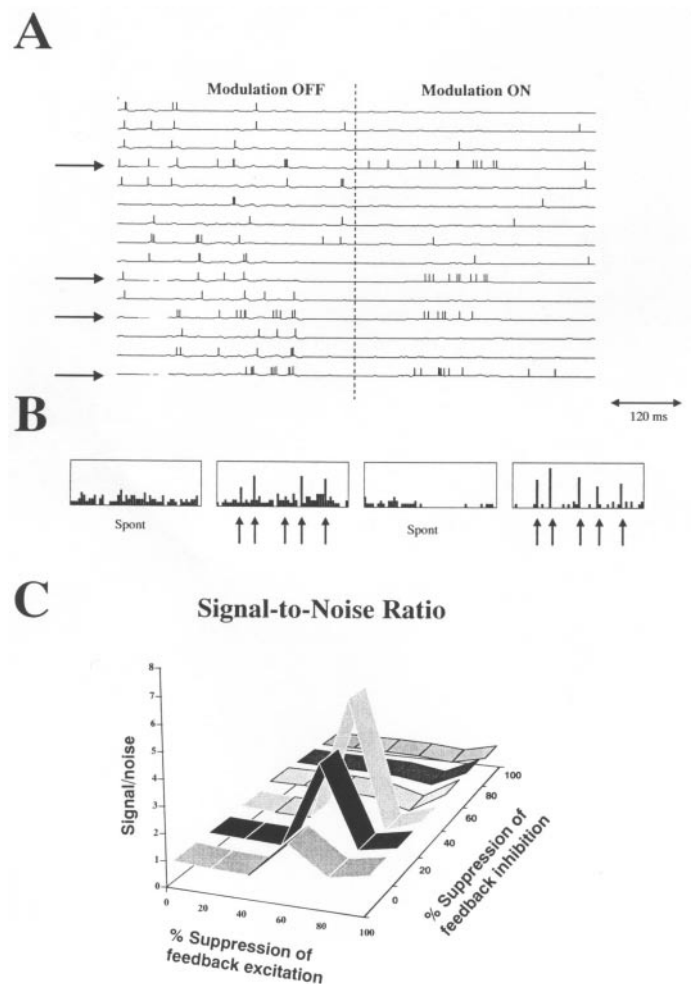 A
Modulation OFF
Modulation ON
120 ms
B
Spont
Spont
C
Signal-to-Noise Ratio
Signal/noise
8
7
6
5
4
3
2
1
0
0
20
40
60
80
100
% Suppression of
feedback excitation
0
20
40
60
80
100
% Suppression of
feedback inhibition